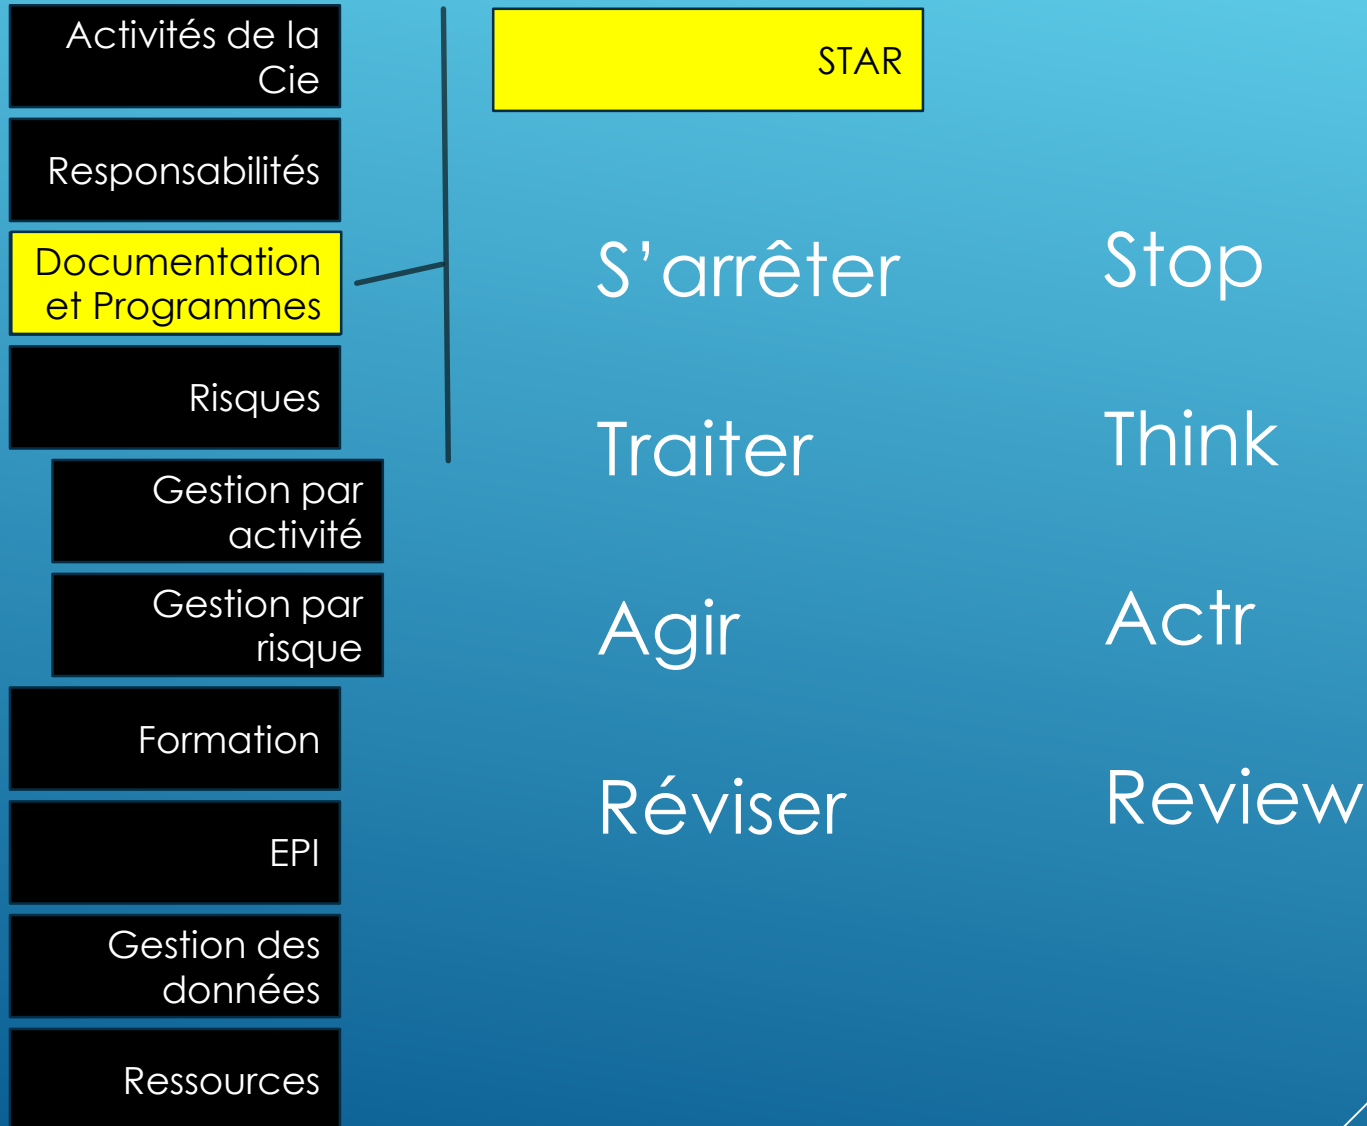 Activités de la
Cie
Responsabilités
Documentation
et Programmes
Risques
Gestion par
activité
Gestion par
risque
Formation
EPI
Gestion des
données
Ressources
STAR
S’arrêter
Stop
Traiter
Think
Agir
Actr
Réviser
Review